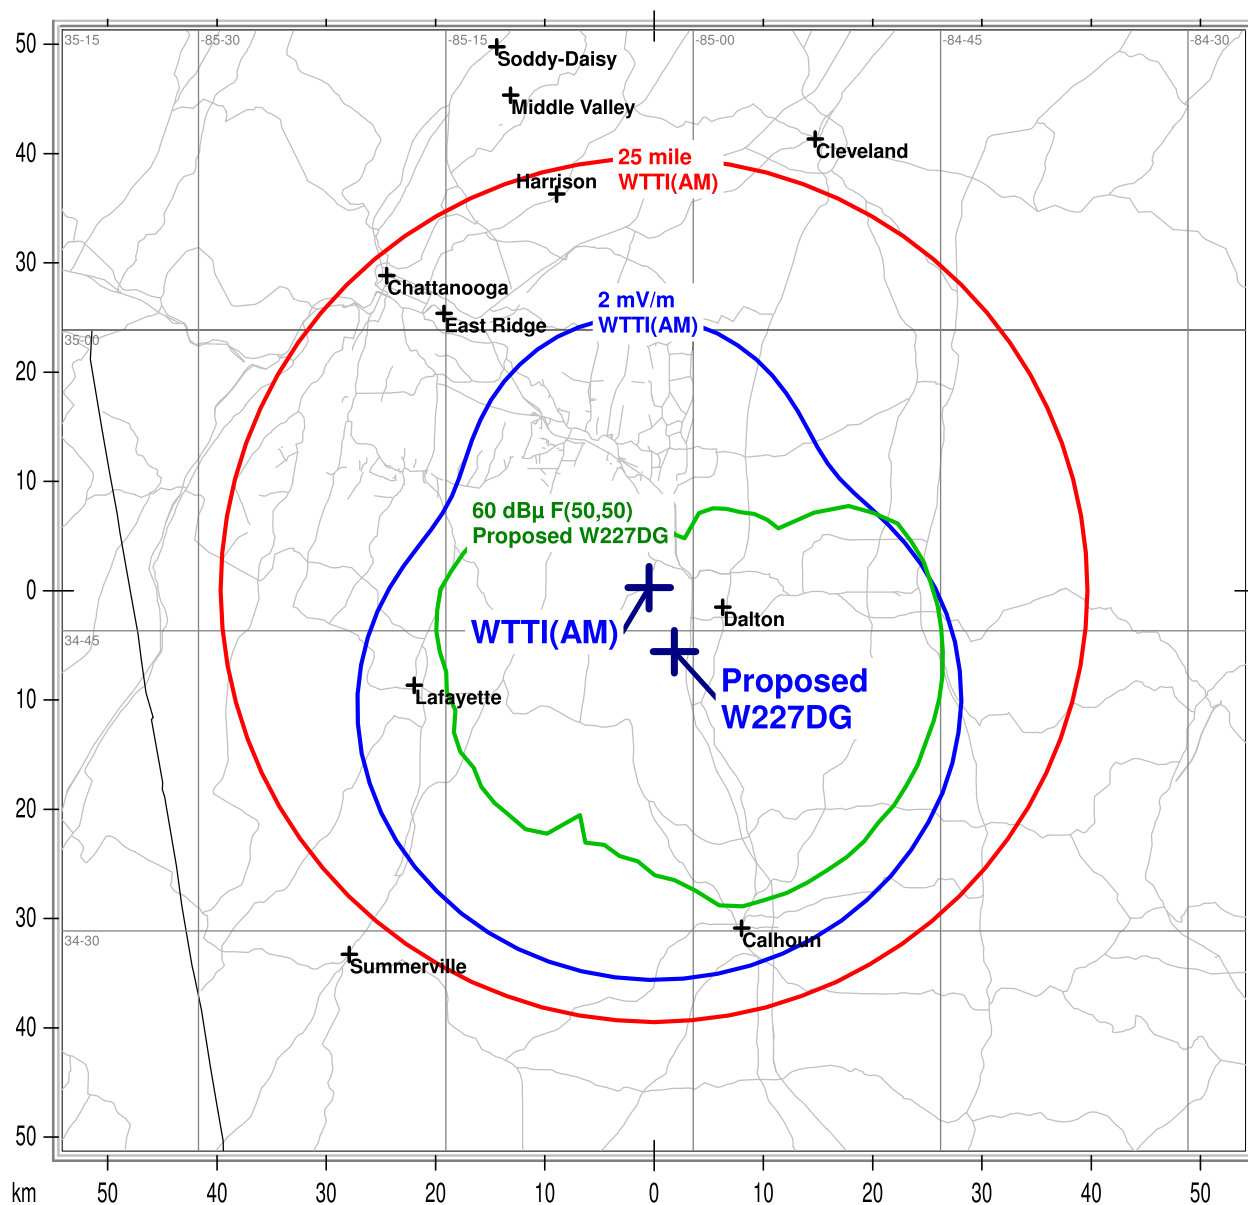 50
35-15
-85-30
-85-15
-85-00
-84-45
-84-30
Soddy-Daisy
Middle Valley
40
Cleveland
25 mile
WTTI(AM)
Harrison
30
Chattanooga
2 mV/m
WTTI(AM)
East Ridge
35-00
20
10
60 dBµ F(50,50)
Proposed W227DG
0
Dalton
WTTI(AM)
34-45
Proposed
W227DG
10
Lafayette
20
30
34-30
Calhoun
Summerville
40
50
km
50
40
30
20
10
0
10
20
30
40
50